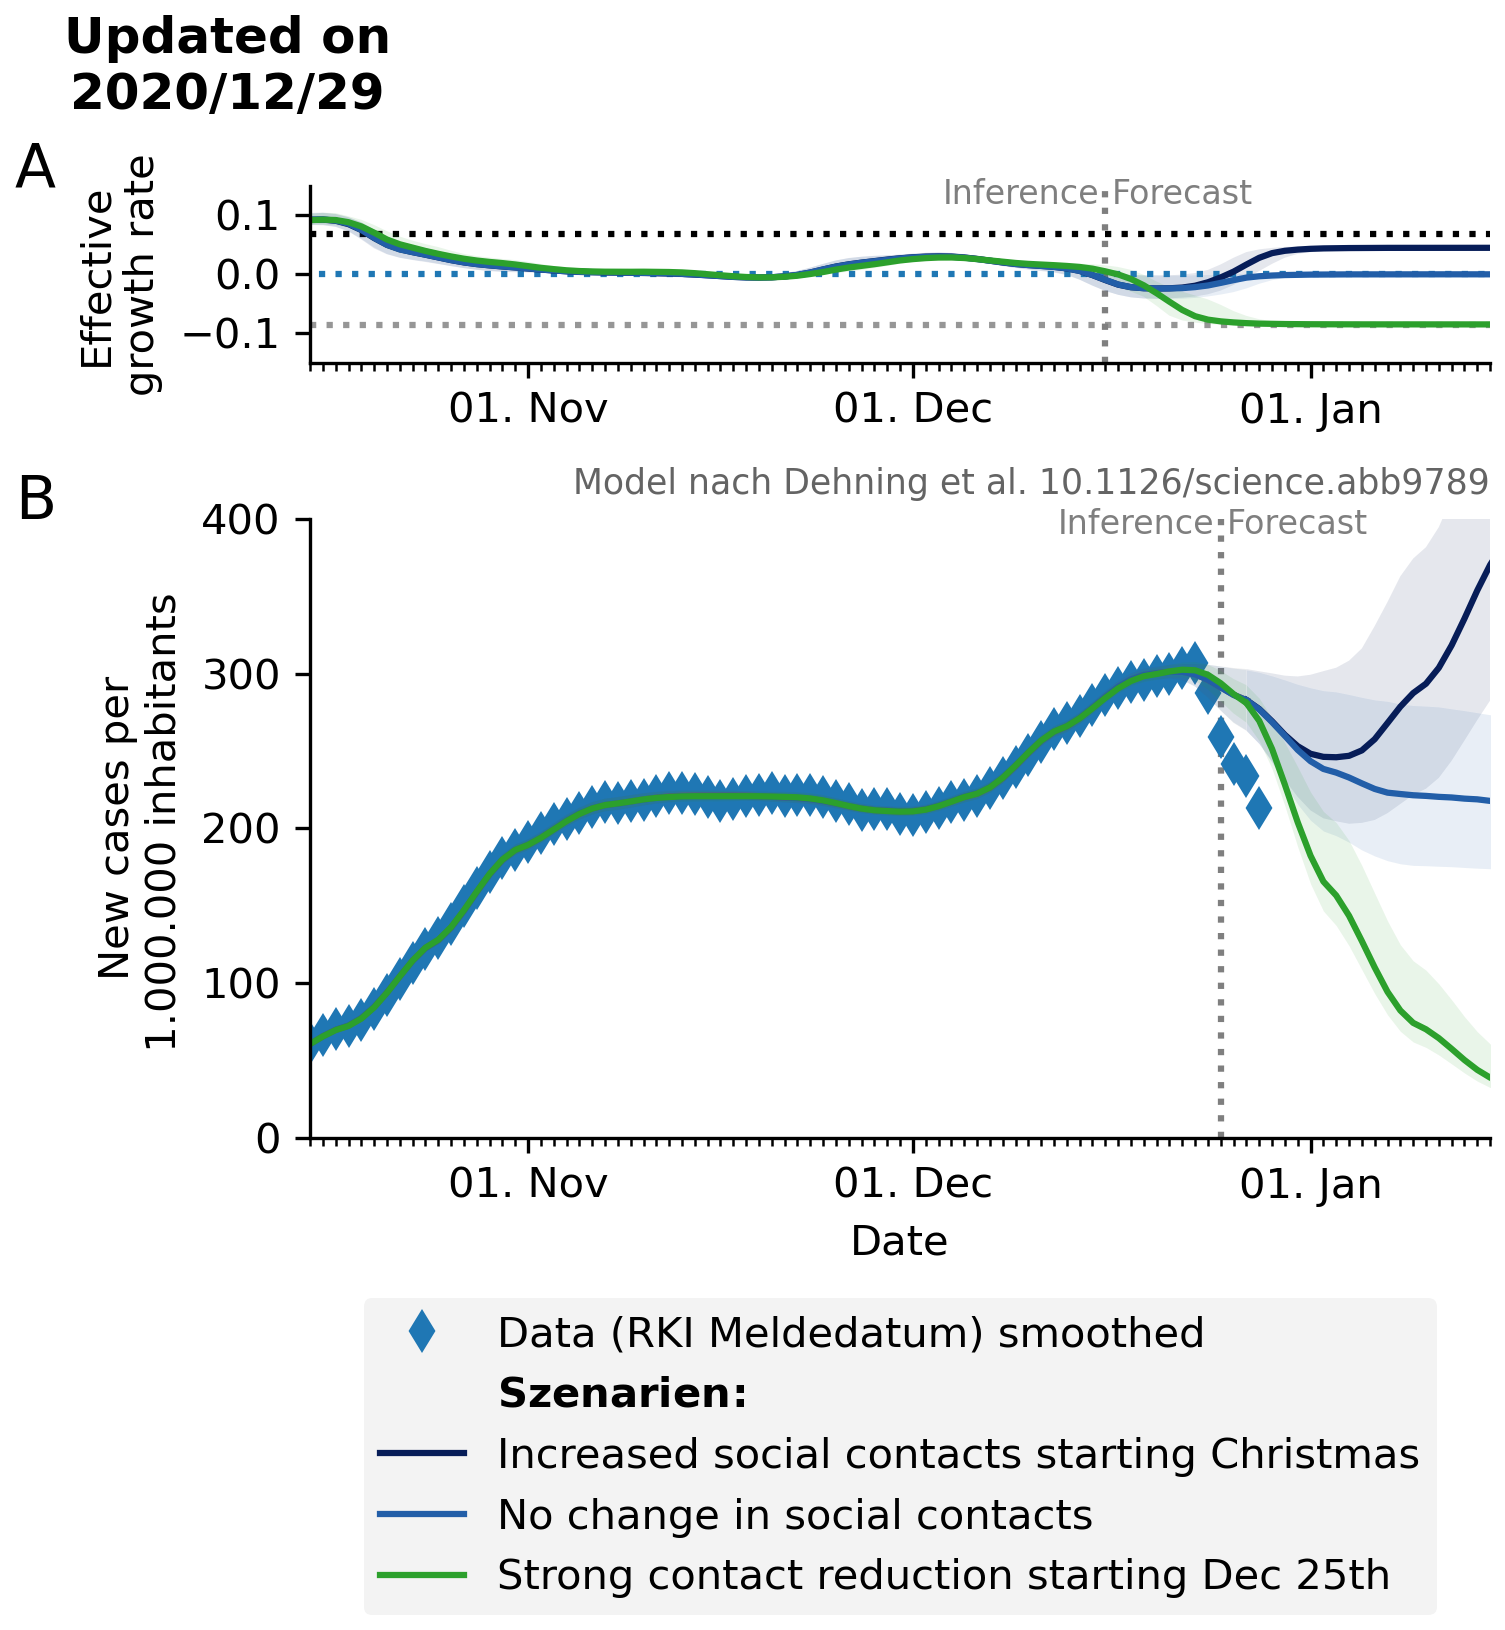 Updated on
2020/12/29
A
Effective
growth rate
0.1
0.0
−0.1
Inference
Forecast
01. Nov
01. Dec
01. Jan
B
Model nach Dehning et al. 10.1126/science.abb9789
Inference
Forecast
New cases per
1.000.000 inhabitants
400
300
200
100
0
01. Nov
01. Dec
01. Jan
Date
Data (RKI Meldedatum) smoothed
Szenarien:
Increased social contacts starting Christmas
No change in social contacts
Strong contact reduction starting Dec 25th